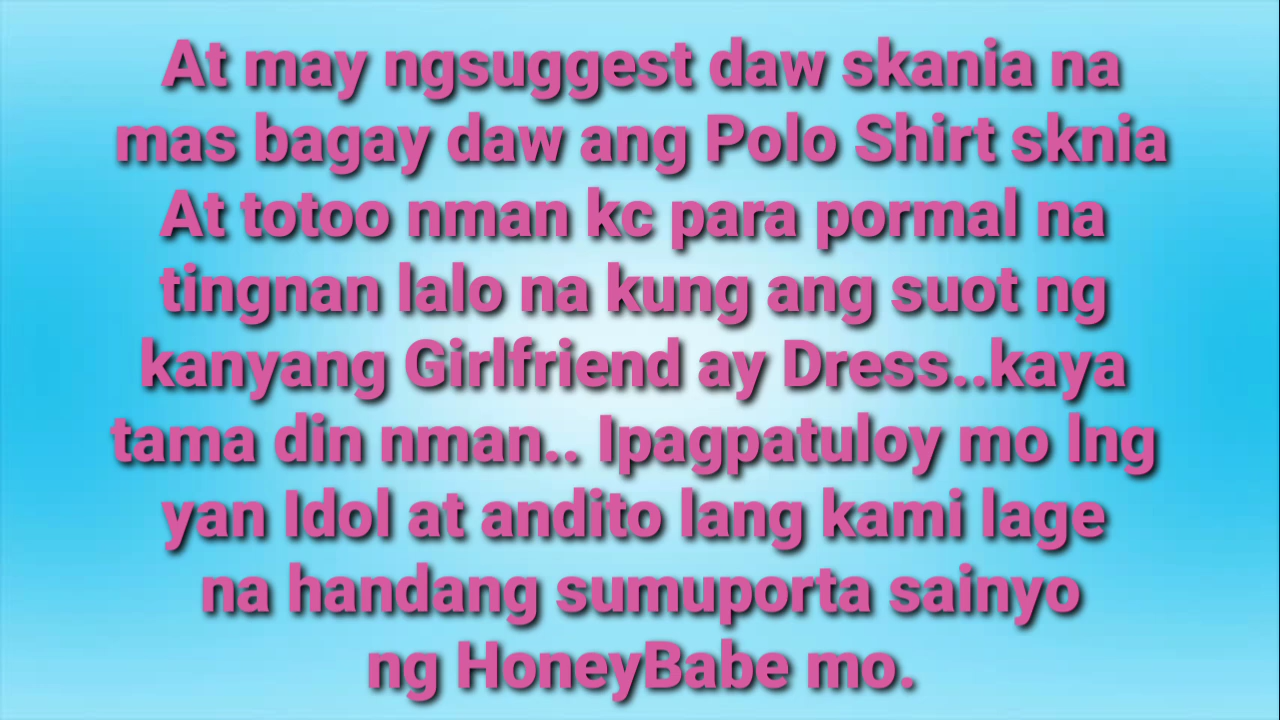 At may ngsuggest daw skania na
mas bagay daw ang Polo Shirt sknia
At totoo nman kc para pormal na
tingnan lalo na kung ang suot ng
kanyang Girlfriend ay Dress..kaya
tama din nman.. Ipagpatuloy mo lng
yan Idol at andito lang kami lage
na handang sumuporta sainyo
ng HoneyBabe mo.